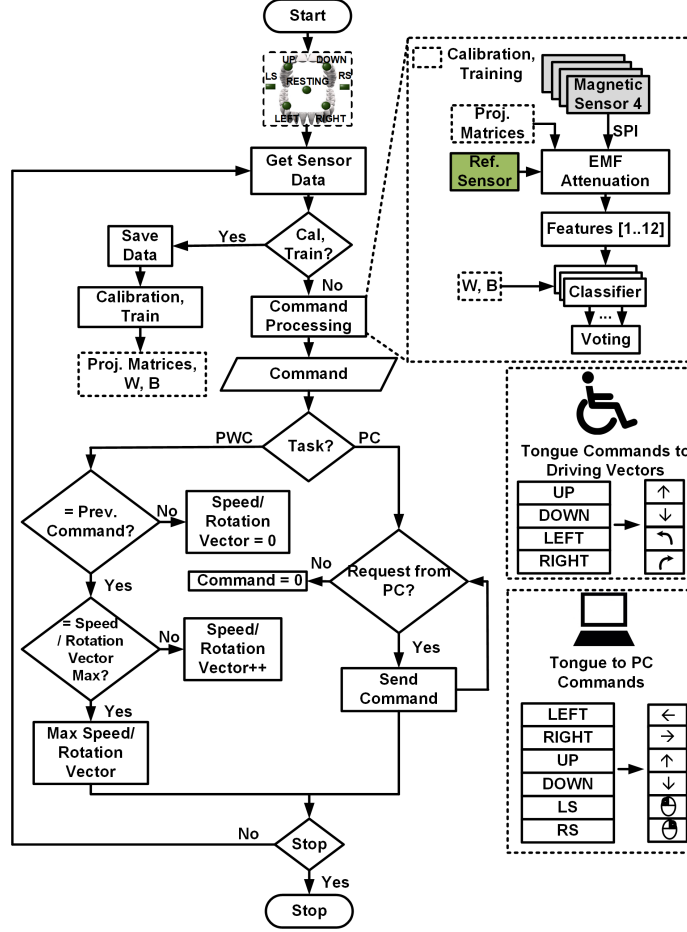 Start
UP DOWN
LS RESTING RS
LEFT RIGHT
Get Sensor
Data
Cal,
Train?
Yes
No
Save
Data
Calibration,
Train
Proj. Matrices,
W, B
Command
Processing
Command
Task?
PWC
PC
= Prev.
Command?
No
Speed/
Rotation
Vector = 0
Yes
= Speed
/ Rotation
Vector
Max?
No
Speed/
Rotation
Vector++
Yes
Max Speed/
Rotation
Vector
Request from
PC?
No
Command = 0
Yes
Send
Command
Stop
No
Yes
Stop
Calibration,
Training
Magnetic
Sensor 4
SPI
Proj.
Matrices
Ref.
Sensor
EMF
Attenuation
Features [1..12]
W, B
Classifier
...
Voting
Tongue Commands to
Driving Vectors
UP ↑
DOWN ↓
LEFT
RIGHT
Tongue to PC
Commands
LEFT ←
RIGHT →
UP ↑
DOWN ↓
LS
RS